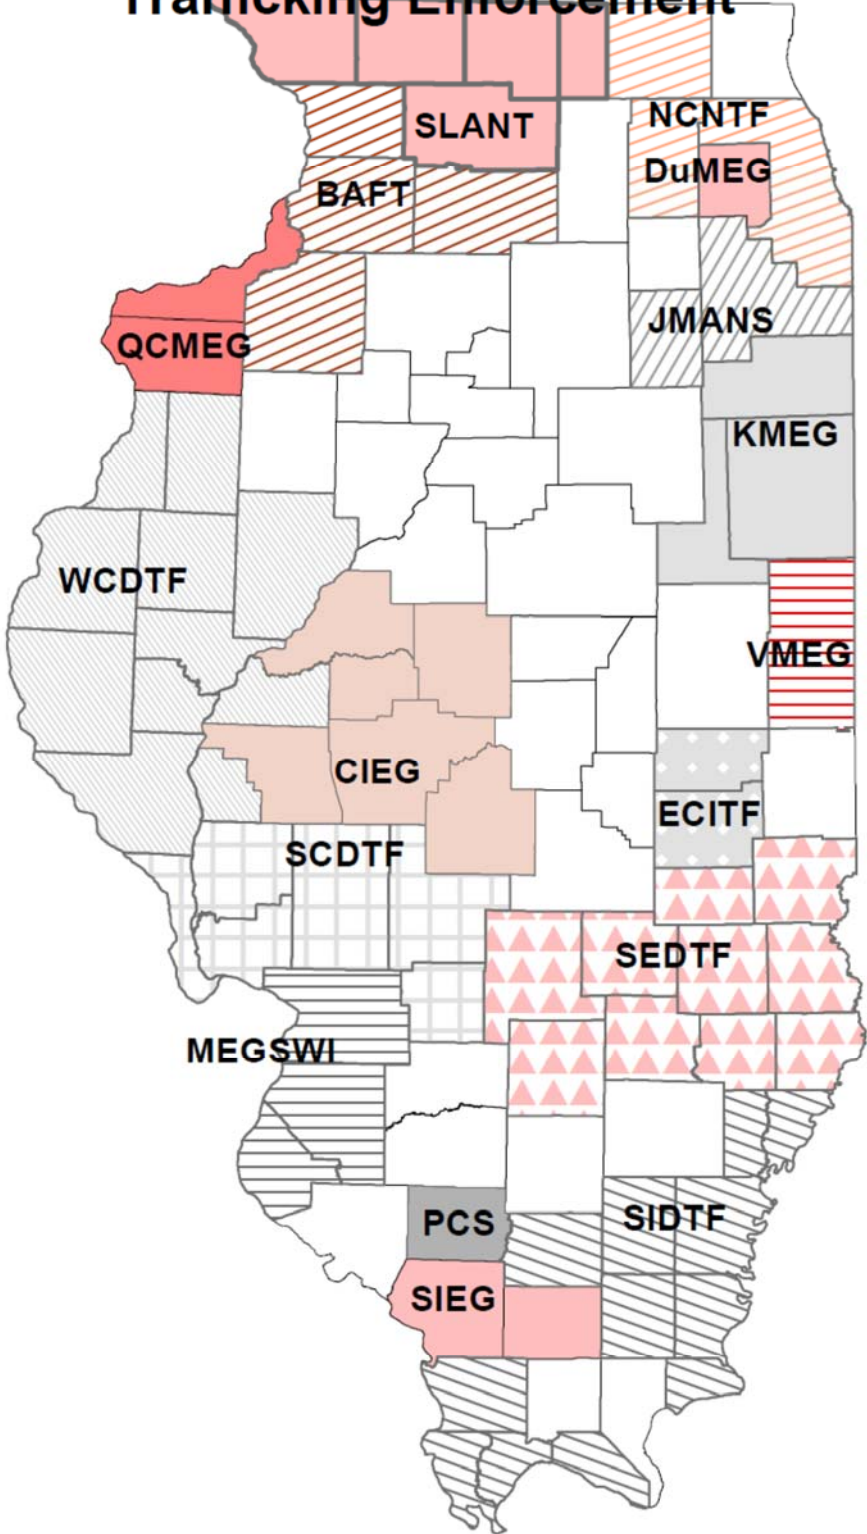 Trafficking Enforcement
NCNTF
SLANT
DuMEG
BAFT
JMANS
QCMEG
KMEG
WCDTF
VMEG
CIEG
ECITF
SCDTF
SEDTF
MEGSWI
PCS
SIDTF
SIEG